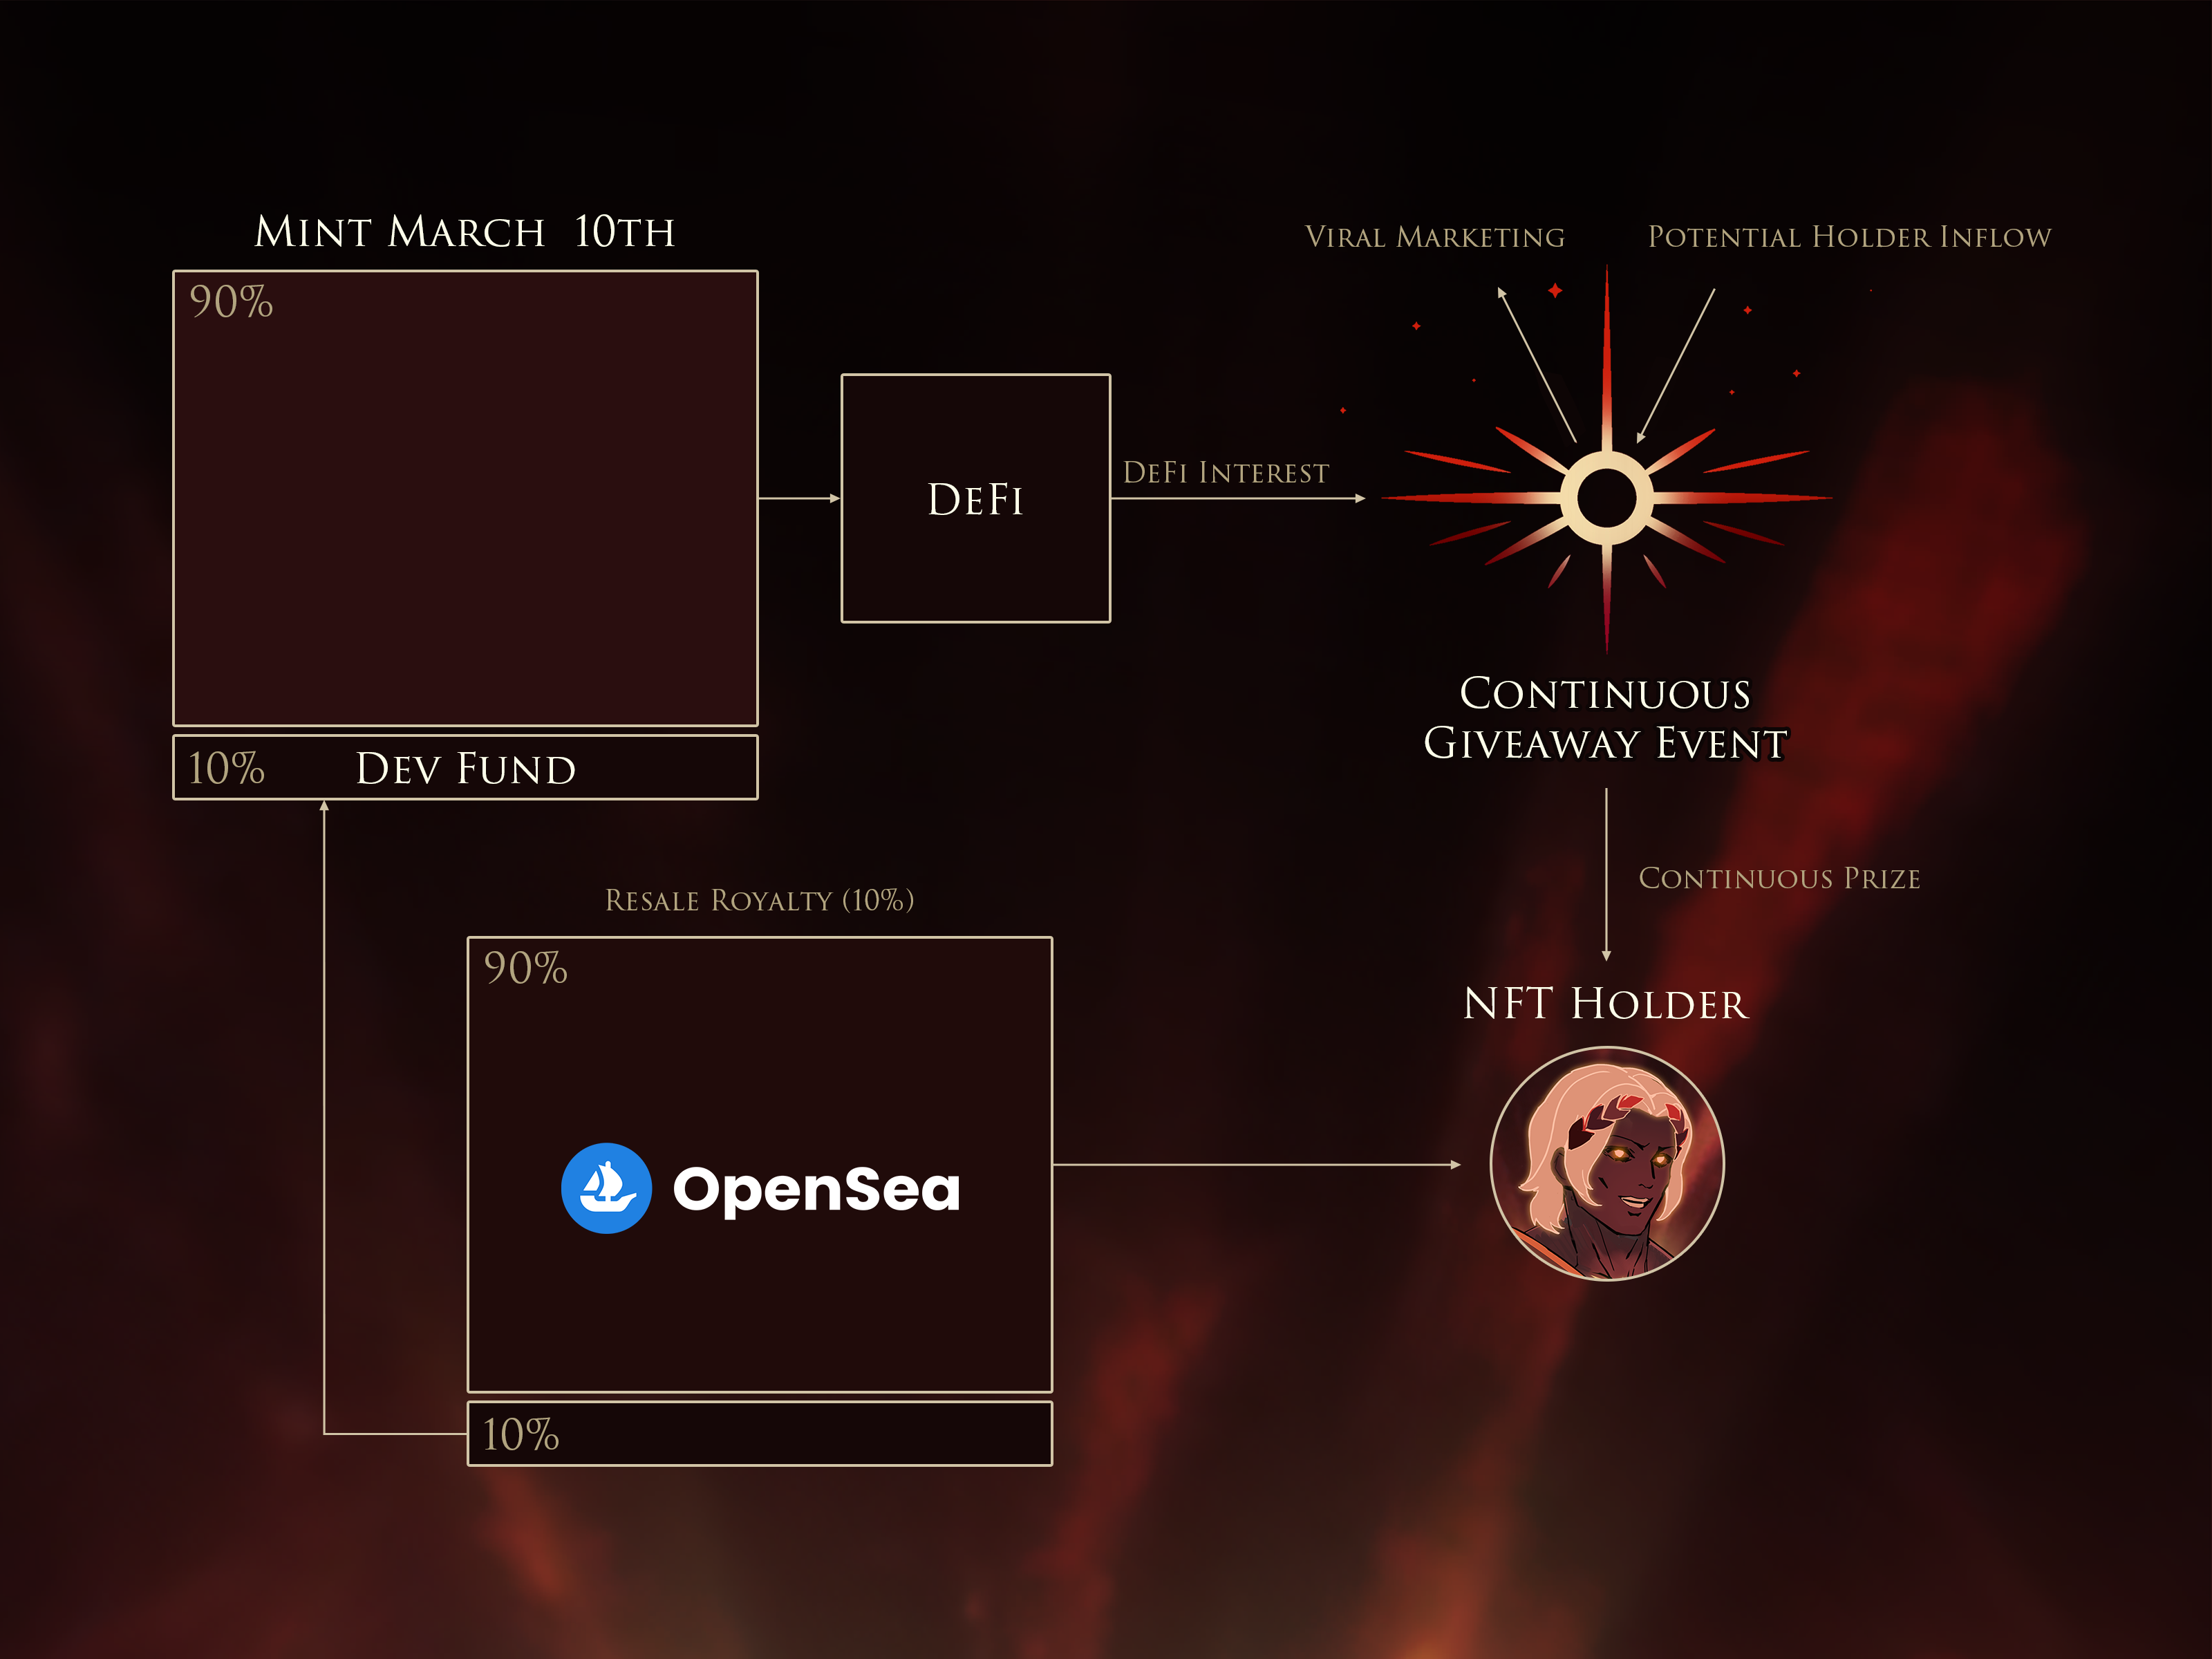 Mint March 10th
90%
10% Dev Fund
DeFi
DeFi Interest
Viral Marketing
Potential Holder Inflow
Continuous
Giveaway Event
Continuous Prize
NFT Holder
Resale Royalty (10%)
90%
OpenSea
10%